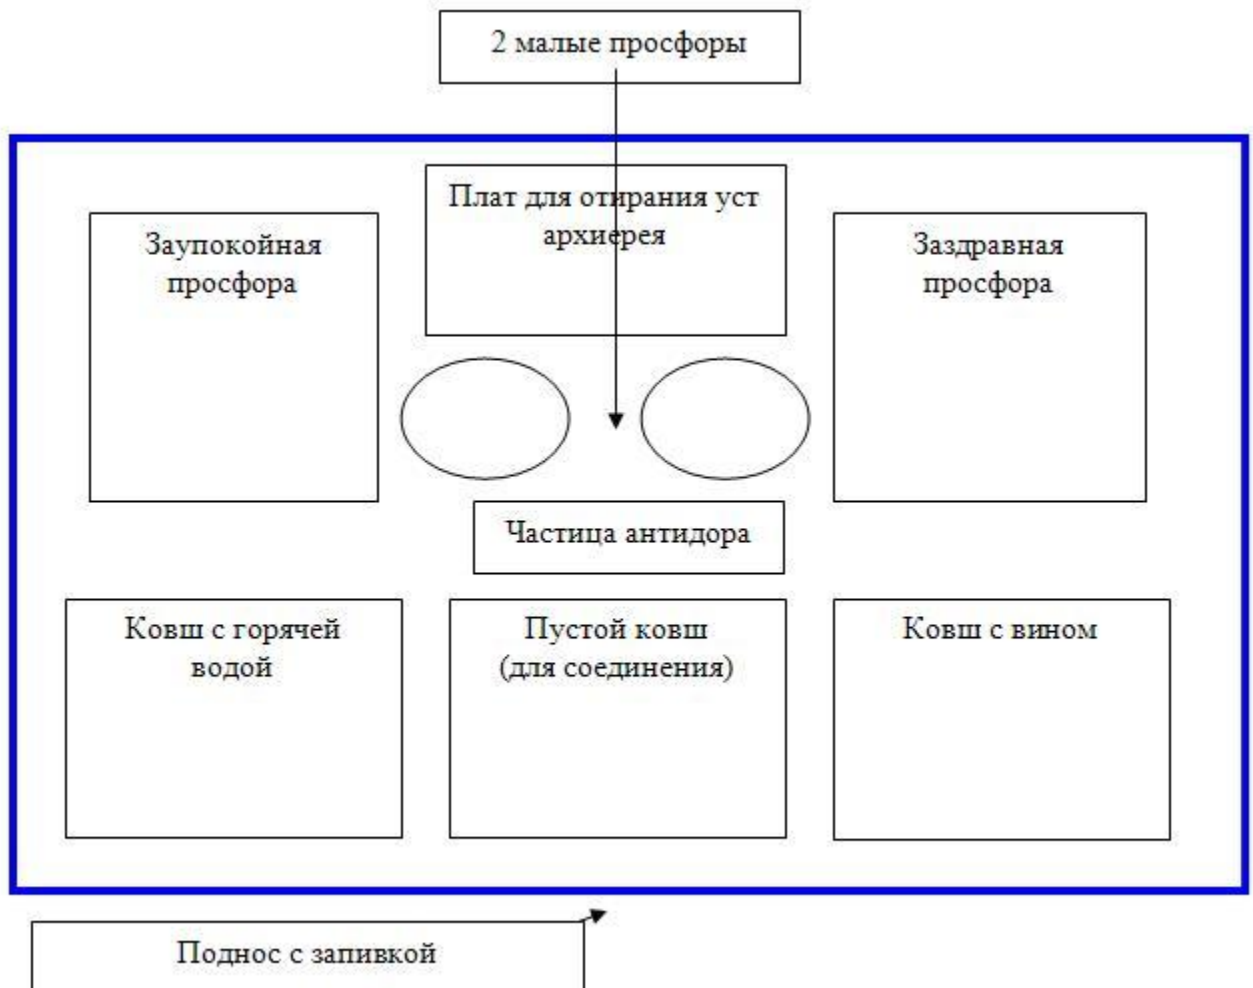 2 малые просфоры
Плат для отирания уст
архиерея
Заупокойная
просфора
Заздравная
просфора
Частица антидора
Ковш с горячей
водой
Пустой ковш
(для соединения)
Ковш с вином
Поднос с запивкой